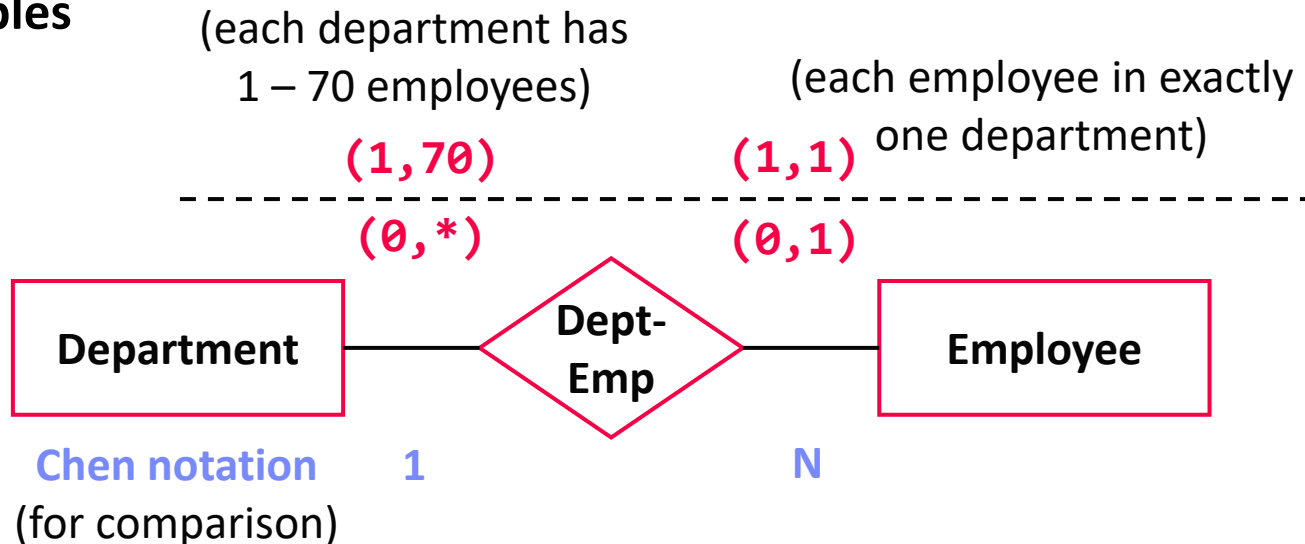 (each department has
1 – 70 employees)
(each employee in exactly
one department)
(1,70)
(1,1)
(0,*)
(0,1)
Department
Dept-
Emp
Employee
Chen notation
1
N
(for comparison)